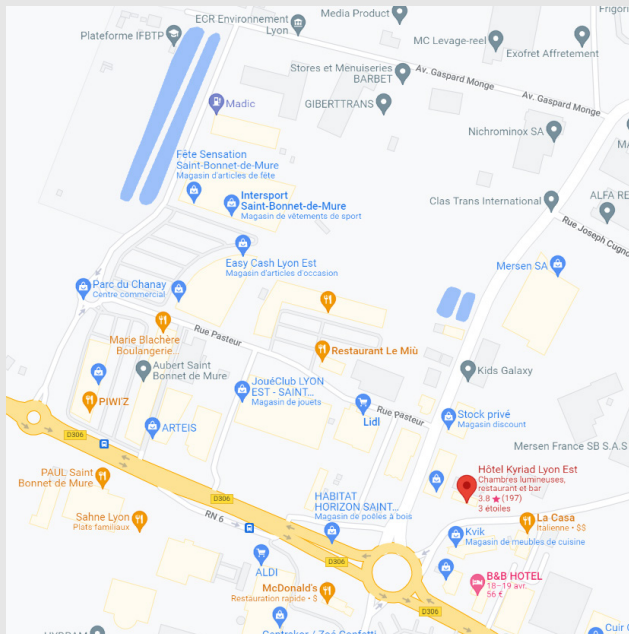 ECR Environnement
Lyon
Media Product
Plateforme IFBTP
MC Levage-reel
Exofret Affretement
Stores et Menuiseries
BARBET
Av. Gaspard Monge
Av. Gaspard Monge
Madic
GIBERTTRANS
Nichrominox SA
Fête Sensation
Saint-Bonnet-de-Mure
Magasin d'articles de fête
Intersport
Saint-Bonnet-de-Mure
Magasin de vêtements de sport
Clas Trans International
ALFA RE
Rue Joseph Cugno
Easy Cash Lyon Est
Magasin d'articles d'occasion
Mersen SA
Parc du Chanay
Centre commercial
Rue Pasteur
Marie Blachère
Boulangerie...
Restaurant Le Miù
Aubert Saint
Bonnet de Mure
Kids Galaxy
JouéClub LYON
EST - SAINT...
Magasin de jouets
PIWI'Z
Lidl
Rue Pasteur
Stock privé
Magasin discount
ARTEIS
D306
Mersen France SB S.A.S
PAUL Saint
Bonnet de Mure
Hôtel Kyriad Lyon Est
Chambres lumineuses,
restaurant et bar
3.8 ★ (197)
3 étoiles
D306
HABITAT
HORIZON SAINT...
Magasin de poêles à bois
Sahne Lyon
Plats familiaux
RN 6
La Casa
Italienne • $$
Kvik
Magasin de meubles de cuisine
D306
ALDI
B&B HOTEL
18–19 avr.
56 €
McDonald's
Restauration rapide • $
D306
Cuir C